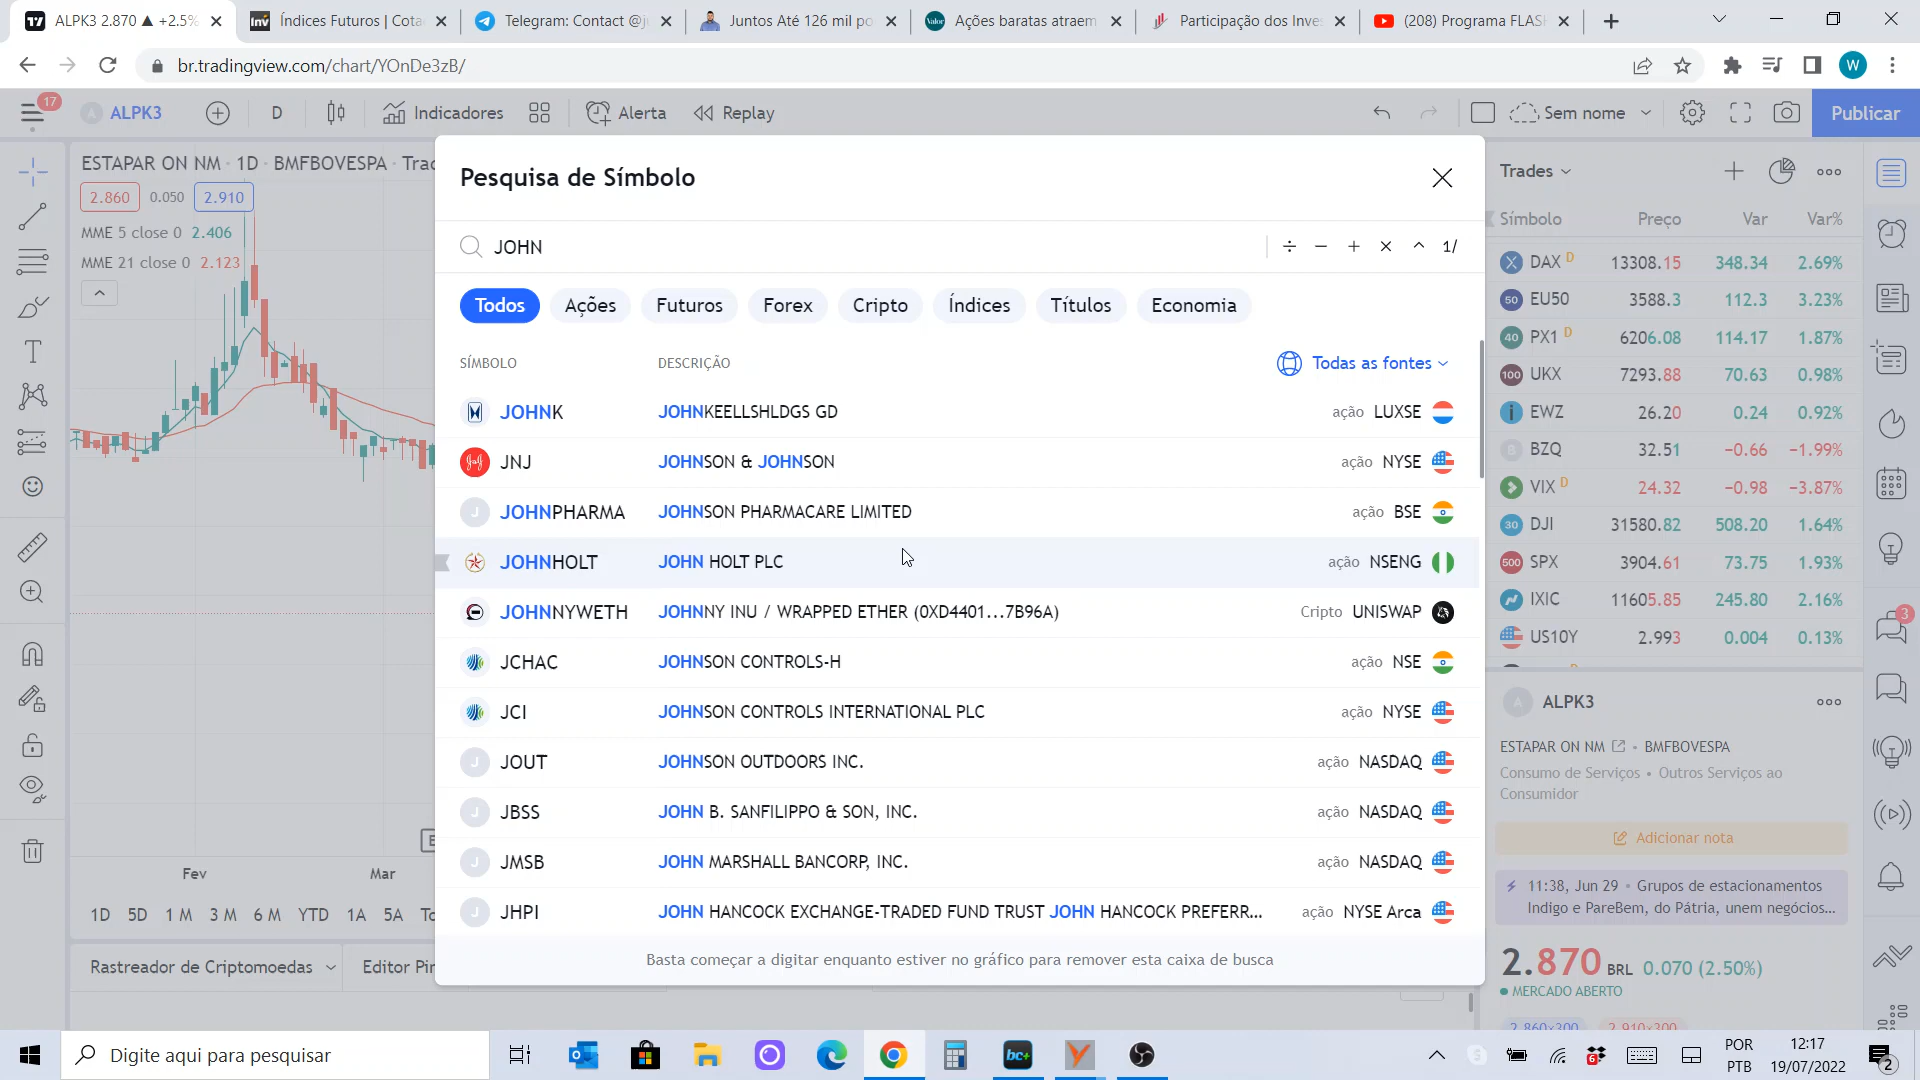 ALPK3 2.870 ▲ +2.5%
Índices Futuros | Cota
Telegram: Contact @j
Juntos Até 126 mil po
Ações baratas atraem
Participação dos Inve
(208) Programa FLASH
br.tradingview.com/chart/YOnDe3zB/
W
17
ALPK3
D
Indicadores
Alerta
Replay
Sem nome
Publicar
ESTAPAR ON NM · 1D · BMFBOVESPA · Trad
2.860 0.050 2.910
MME 5 close 0 2.406
MME 21 close 0 2.123
Fev Mar
1D 5D 1 M 3 M 6 M YTD 1A 5A
Rastreador de Criptomoedas
Editor Pin
Pesquisa de Símbolo
JOHN
÷ − + × ^ 1/
Todos Ações Futuros Forex Cripto Índices Títulos Economia
SÍMBOLO DESCRIÇÃO Todas as fontes
JOHNK JOHNKEELLSHLDGS GD ação LUXSE
JNJ JOHNSON & JOHNSON ação NYSE
JOHNPHARMA JOHNSON PHARMACARE LIMITED ação BSE
JOHNHOLT JOHN HOLT PLC ação NSENG
JOHNNYWETH JOHNNY INU / WRAPPED ETHER (0XD4401...7B96A) Cripto UNISWAP
JCHAC JOHNSON CONTROLS-H ação NSE
JCI JOHNSON CONTROLS INTERNATIONAL PLC ação NYSE
JOUT JOHNSON OUTDOORS INC. ação NASDAQ
JBSS JOHN B. SANFILIPPO & SON, INC. ação NASDAQ
JMSB JOHN MARSHALL BANCORP, INC. ação NASDAQ
JHPI JOHN HANCOCK EXCHANGE-TRADED FUND TRUST JOHN HANCOCK PREFERR... ação NYSE Arca
Basta começar a digitar enquanto estiver no gráfico para remover esta caixa de busca
Trades
Símbolo Preço Var Var%
DAX D 13308.15 348.34 2.69%
EU50 3588.3 112.3 3.23%
PX1 D 6206.08 114.17 1.87%
UKX 7293.88 70.63 0.98%
EWZ 26.20 0.24 0.92%
BZQ 32.51 −0.66 −1.99%
VIX D 24.32 −0.98 −3.87%
DJI 31580.82 508.20 1.64%
SPX 3904.61 73.75 1.93%
IXIC 11605.85 245.80 2.16%
US10Y 2.993 0.004 0.13%
3
ALPK3
ESTAPAR ON NM • BMFBOVESPA
Consumo de Serviços • Outros Serviços ao
Consumidor
Adicionar nota
11:38, Jun 29 • Grupos de estacionamentos
Indigo e PareBem, do Pátria, unem negócios...
2.870 BRL 0.070 (2.50%)
MERCADO ABERTO
2.860×300 2.910×300
Digite aqui para pesquisar
bc+
6
POR
PTB
12:17
19/07/2022
2